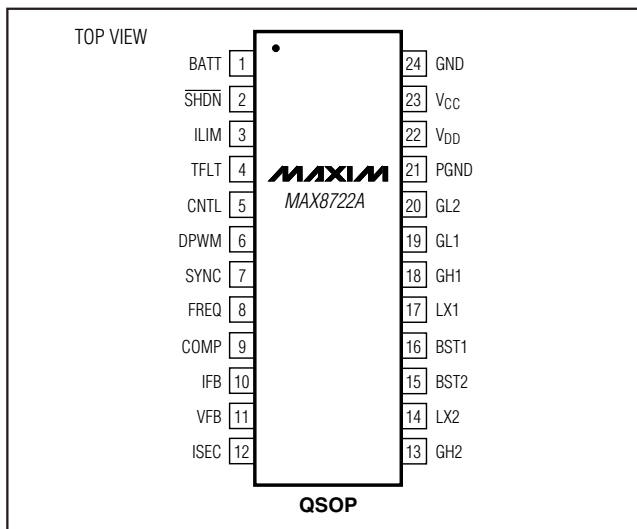 TOP VIEW
BATT 1
SHDN 2
ILIM 3
TFLT 4
CNTL 5
DPWM 6
SYNC 7
FREQ 8
COMP 9
IFB 10
VFB 11
ISEC 12
MAXIM
MAX8722A
24 GND
23 VCC
22 VDD
21 PGND
20 GL2
19 GL1
18 GH1
17 LX1
16 BST1
15 BST2
14 LX2
13 GH2
QSOP